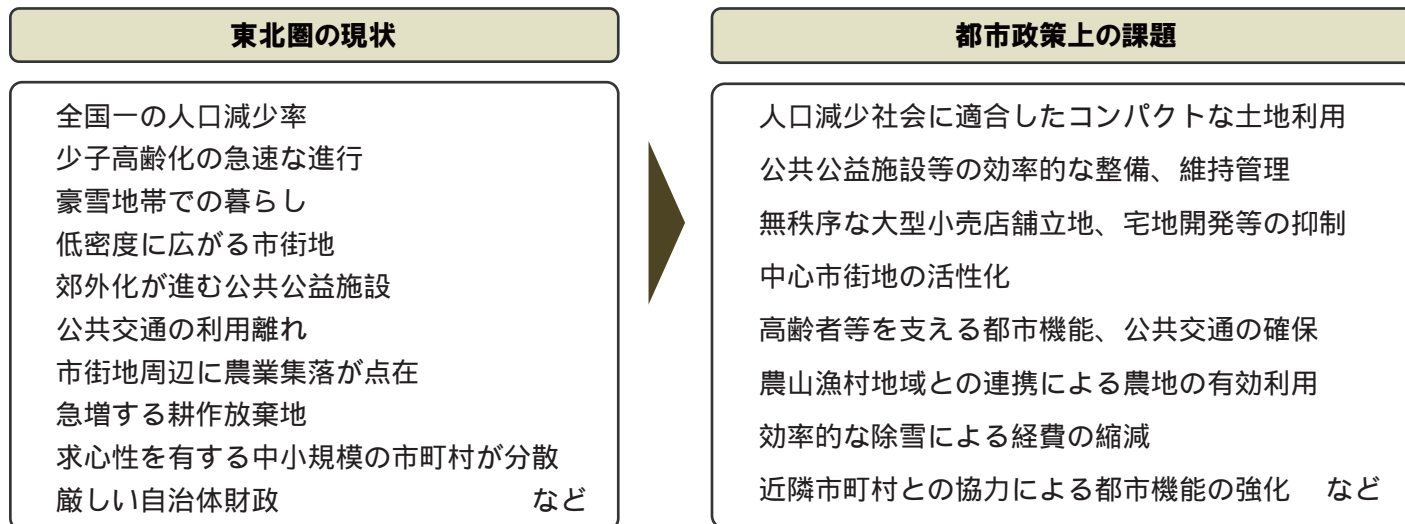 東北圏の現状
全国一の人口減少率
少子高齢化の急速な進行
豪雪地帯での暮らし
低密度に広がる市街地
郊外化が進む公共公益施設
公共交通の利用離れ
市街地周辺に農業集落が点在
急増する耕作放棄地
求心性を有する中小規模の市町村が分散
厳しい自治体財政 など
都市政策上の課題
人口減少社会に適合したコンパクトな土地利用
公共公益施設等の効率的な整備、維持管理
無秩序な大型小売店舗立地、宅地開発等の抑制
中心市街地の活性化
高齢者等を支える都市機能、公共交通の確保
農山漁村地域との連携による農地の有効利用
効率的な除雪による経費の縮減
近隣市町村との協力による都市機能の強化 など